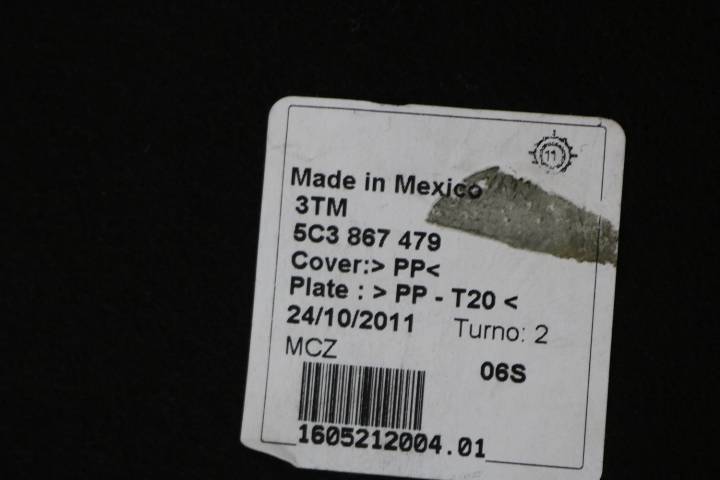 11
Made in Mexico
3TM
5C3 867 479
Cover:> PP<
Plate : > PP - T20 <
24/10/2011 Turno: 2
MCZ
06S
1605212004.01